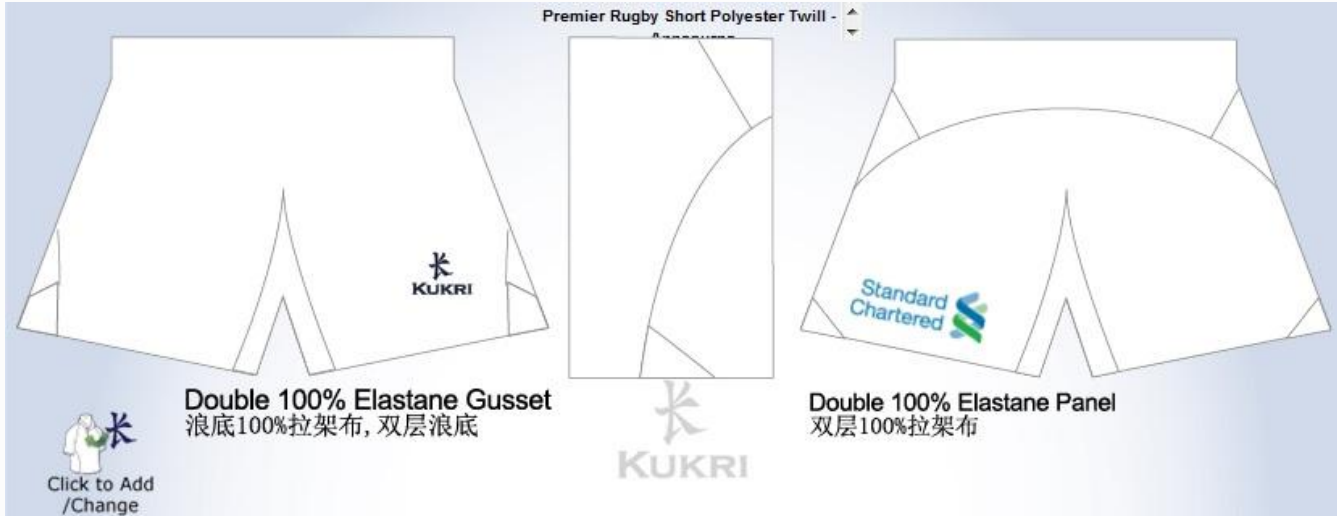 Premier Rugby Short Polyester Twill -
KUKRI
Standard
Chartered
Double 100% Elastane Gusset
浪底100%拉架布, 双层浪底
Double 100% Elastane Panel
双层100%拉架布
KUKRI
Click to Add
/Change